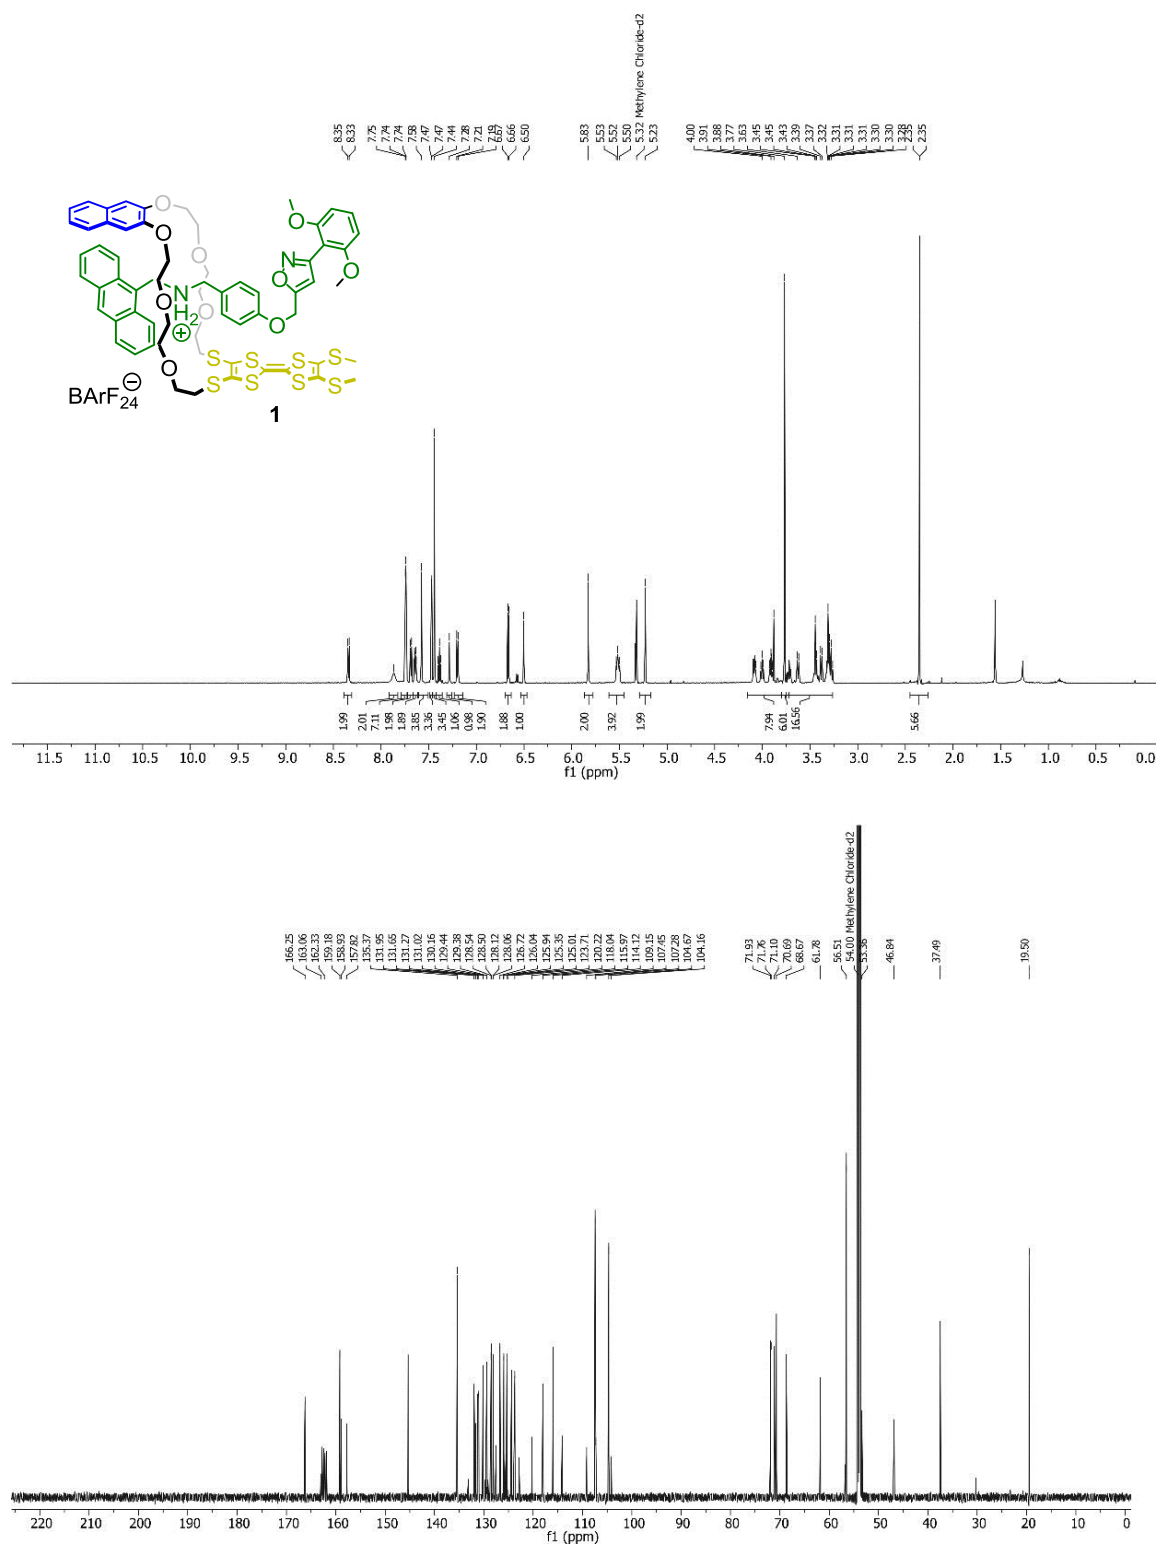 8.35 8.33 7.75 7.74 7.74 7.58 7.47 7.47 7.44 7.28 7.21 7.19 6.67 6.66 6.50 5.83 5.53 5.52 5.50 5.32 Methylene Chloride-d2 5.23 4.00 3.91 3.88 3.77 3.63 3.45 3.45 3.43 3.39 3.37 3.32 3.31 3.31 3.31 3.30 3.30 3.28 2.35 2.35
O
O
O
O
O
O
O
O
N
O
O
N
H2
⊕
O
S S S S
S S S S
BArF24⊖
1
1.99 2.01 7.11 1.98 1.89 3.85 3.36 3.45 1.06 0.98 1.90 1.88 1.00 2.00 3.92 1.99 7.94 6.01 16.56 5.66
11.5 11.0 10.5 10.0 9.5 9.0 8.5 8.0 7.5 7.0 6.5 6.0 5.5 5.0 4.5 4.0 3.5 3.0 2.5 2.0 1.5 1.0 0.5 0.0
f1 (ppm)
166.25 163.06 162.33 159.18 158.93 157.82 135.37 131.95 131.65 131.27 131.02 130.16 129.44 129.38 128.54 128.50 128.12 128.06 126.72 126.04 125.94 125.35 125.01 123.71 120.22 118.04 115.97 114.12 109.15 107.45 107.28 104.67 104.16 71.93 71.76 71.10 70.69 68.67 61.78 56.51 54.00 Methylene Chloride-d2 53.36 46.84 37.49 19.50
220 210 200 190 180 170 160 150 140 130 120 110 100 90 80 70 60 50 40 30 20 10 0
f1 (ppm)